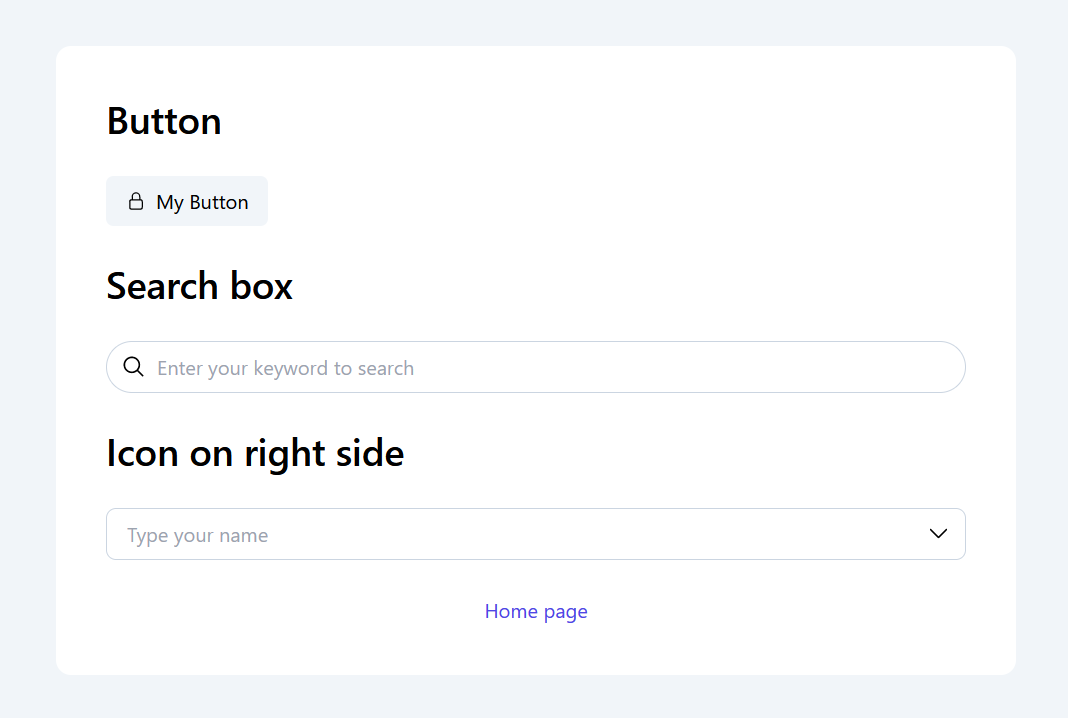 Button
My Button
Search box
Enter your keyword to search
Icon on right side
Type your name
Home page